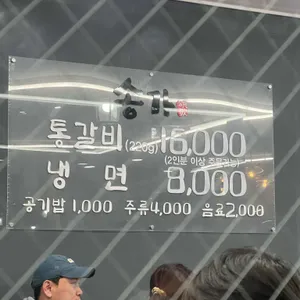 송가
통갈비(320g) 16,000
(2인분 이상 주문가능)
냉면 8,000
공기밥 1,000 주류 4,000 음료 2,000